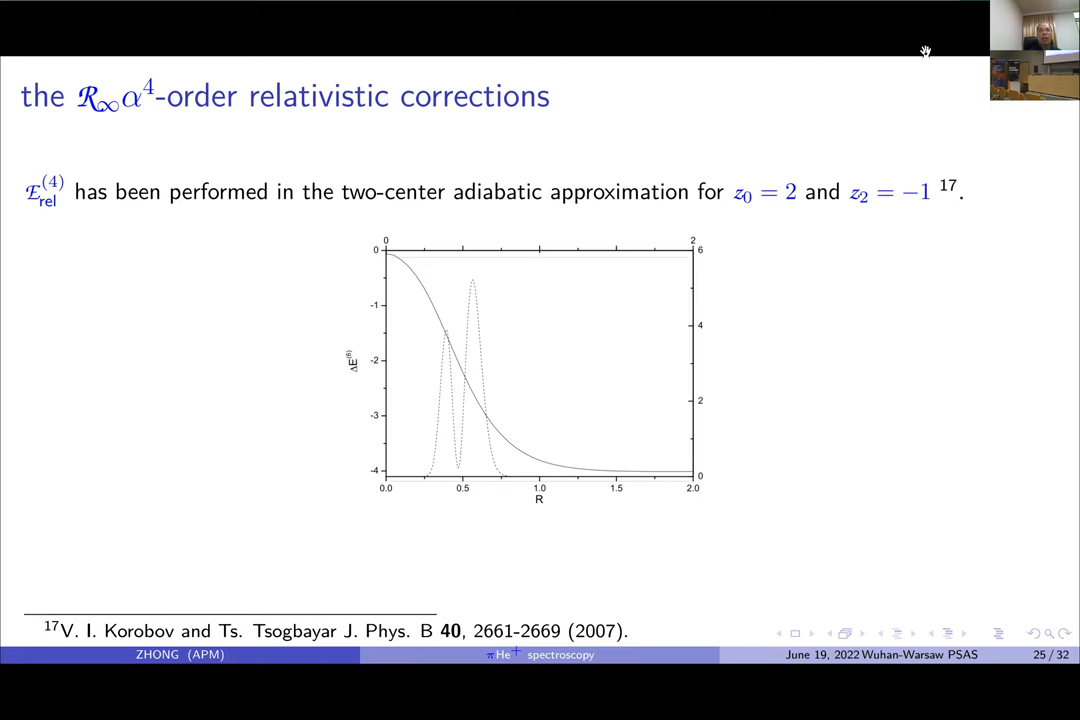 the ℛ∞α⁴-order relativistic corrections
ℰ_rel^(4) has been performed in the two-center adiabatic approximation for z₀ = 2 and z₂ = −1 ¹⁷.
0 2
0 6
-1
4
ΔE⁽⁶⁾
-2
2
-3
-4 0
0.0 0.5 1.0 1.5 2.0
R
¹⁷V. I. Korobov and Ts. Tsogbayar J. Phys. B 40, 2661-2669 (2007).
ZHONG (APM) πHe⁺ spectroscopy June 19, 2022 Wuhan-Warsaw PSAS 25 / 32